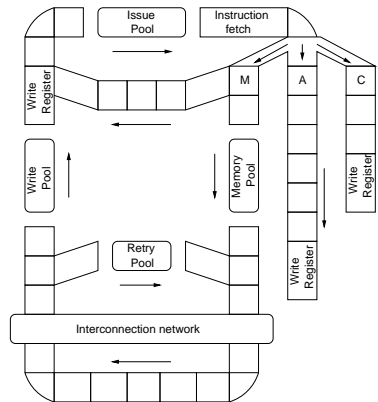 Issue
Pool
Instruction
fetch
M
A
C
Write
Register
Write
Pool
Memory
Pool
Write
Register
Retry
Pool
Write
Register
Interconnection network